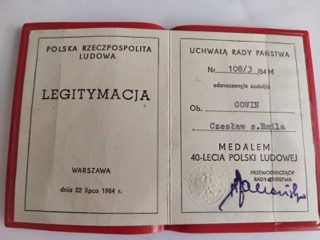 POLSKA RZECZPOSPOLITA
LUDOWA
LEGITYMACJA
WARSZAWA
dnia 22 lipca 1984 r.
UCHWAŁĄ RADY PAŃSTWA
Nr 108/3 /84 M
odznaczony(a) został(a)
Ob. GOWIN
Czesław s.Emila
MEDALEM
40-LECIA POLSKI LUDOWEJ
PRZEWODNICZĄCY
RADY PAŃSTWA